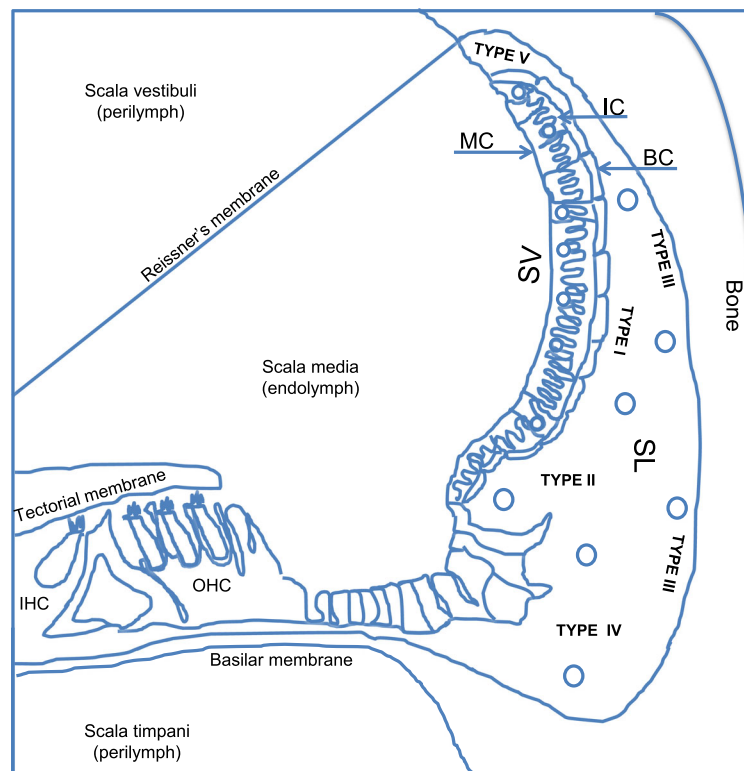 TYPE V
Scala vestibuli
(perilymph)
IC
MC
BC
Reissner's membrane
SV
TYPE III
Bone
TYPE I
Scala media
(endolymph)
SL
TYPE II
Tectorial membrane
TYPE III
OHC
IHC
TYPE IV
Basilar membrane
Scala timpani
(perilymph)